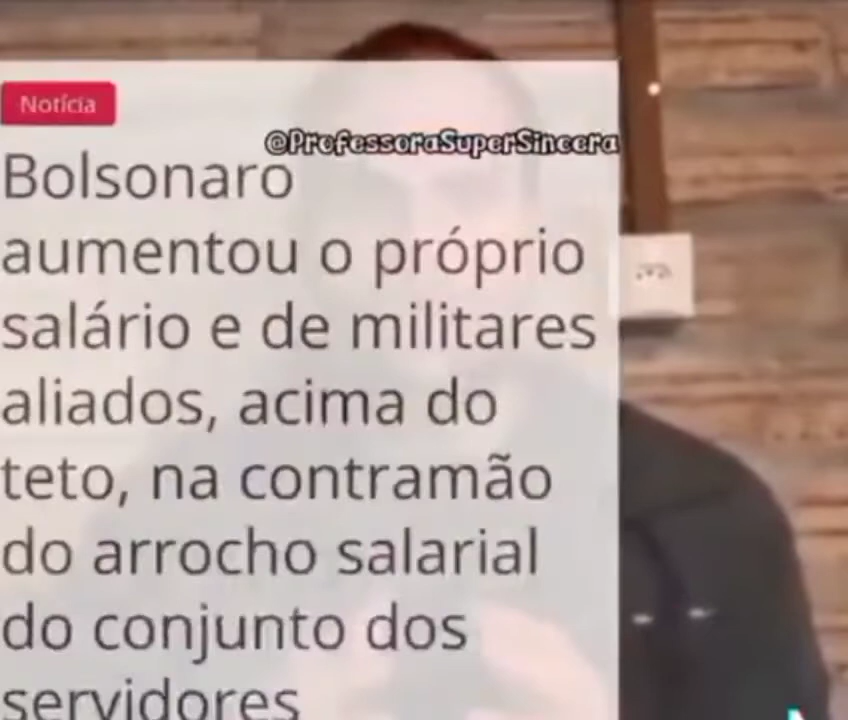 Notícia
@ProfessoraSuperSincera
Bolsonaro
aumentou o próprio
salário e de militares
aliados, acima do
teto, na contramão
do arrocho salarial
do conjunto dos
servidores